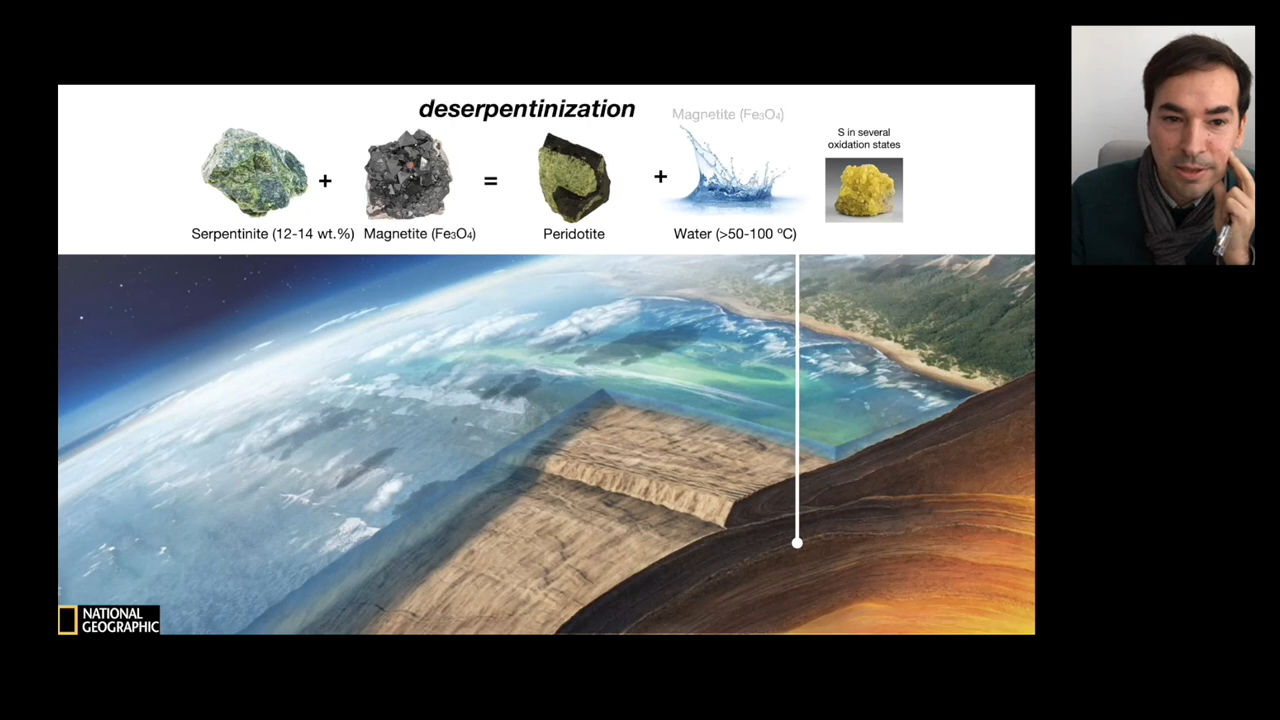 deserpentinization
Magnetite (Fe₃O₄)
S in several
oxidation states
+
=
+
Serpentinite (12-14 wt.%)
Magnetite (Fe₃O₄)
Peridotite
Water (>50-100 ºC)
NATIONAL
GEOGRAPHIC